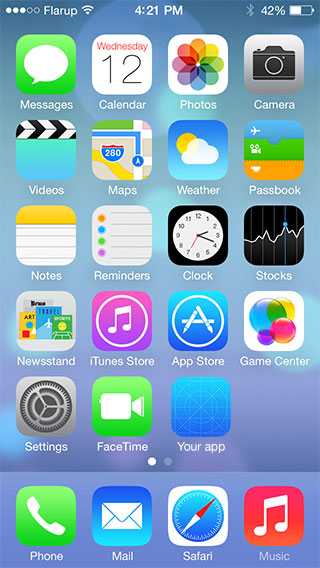 Flarup 4:21 PM 42%
Wednesday
12
Messages Calendar Photos Camera
280
Videos Maps Weather Passbook
Notes Reminders Clock Stocks
News
ART TRAVEL SPORTS
Newsstand iTunes Store App Store Game Center
Settings FaceTime Your app
Phone Mail Safari Music